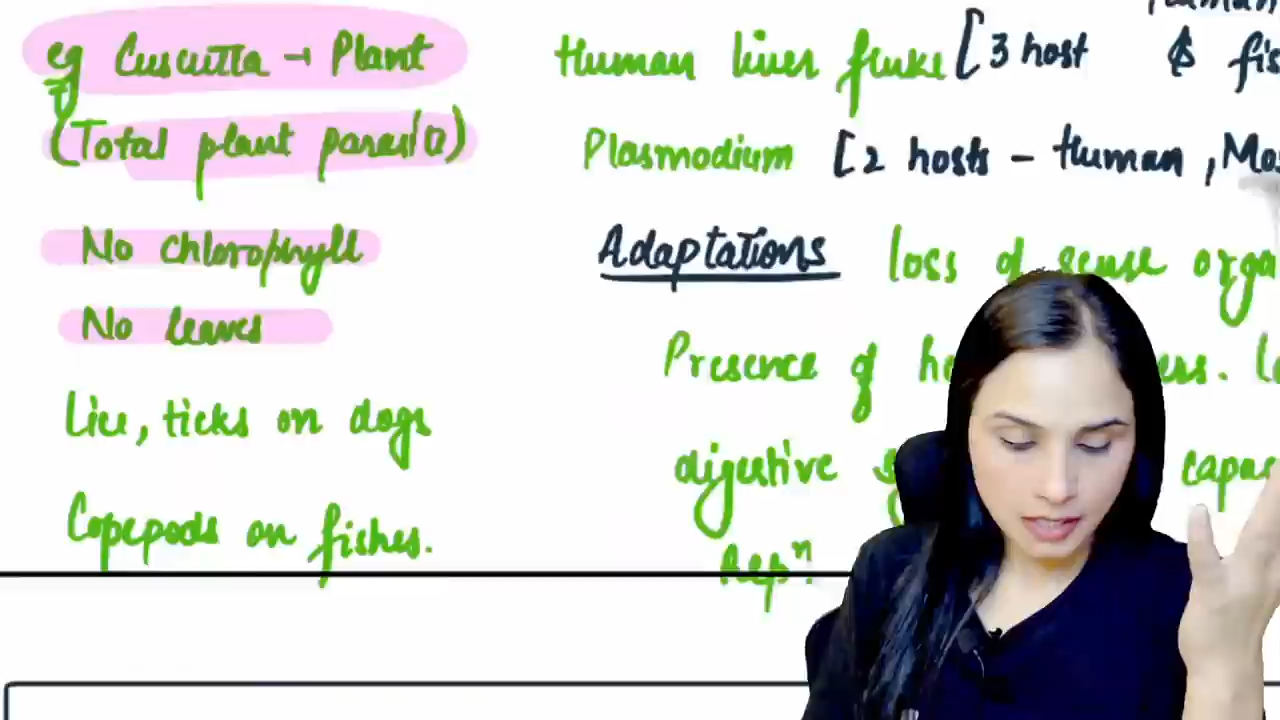 eg Cuscutta → Plant
(Total plant parasite)
No chlorophyll
No leaves
Lice, ticks on dogs
Copepods on fishes.
Human liver fluke [3 host &
Plasmodium [2 hosts - Human,
Adaptations loss of sense
Presence of
digestive
Repⁿ.